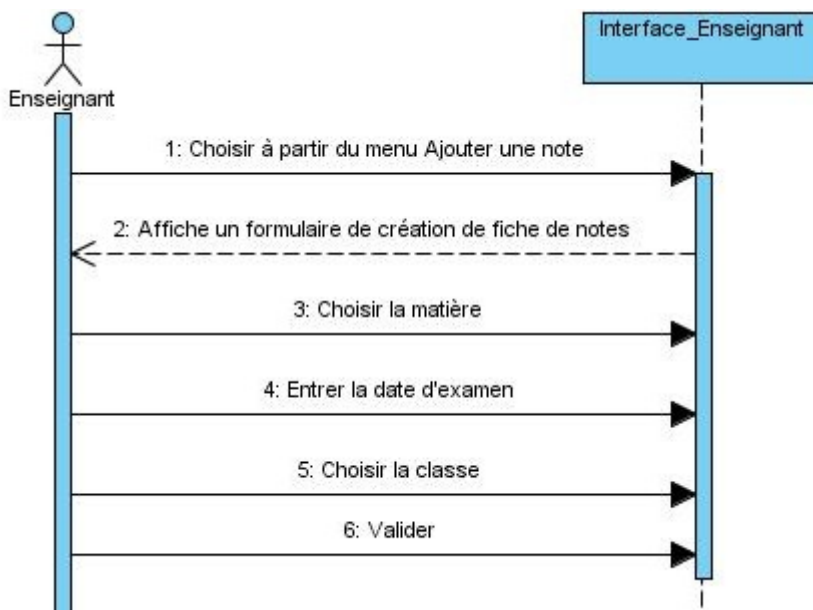 Interface_Enseignant
Enseignant
1: Choisir à partir du menu Ajouter une note
2: Affiche un formulaire de création de fiche de notes
3: Choisir la matière
4: Entrer la date d'examen
5: Choisir la classe
6: Valider